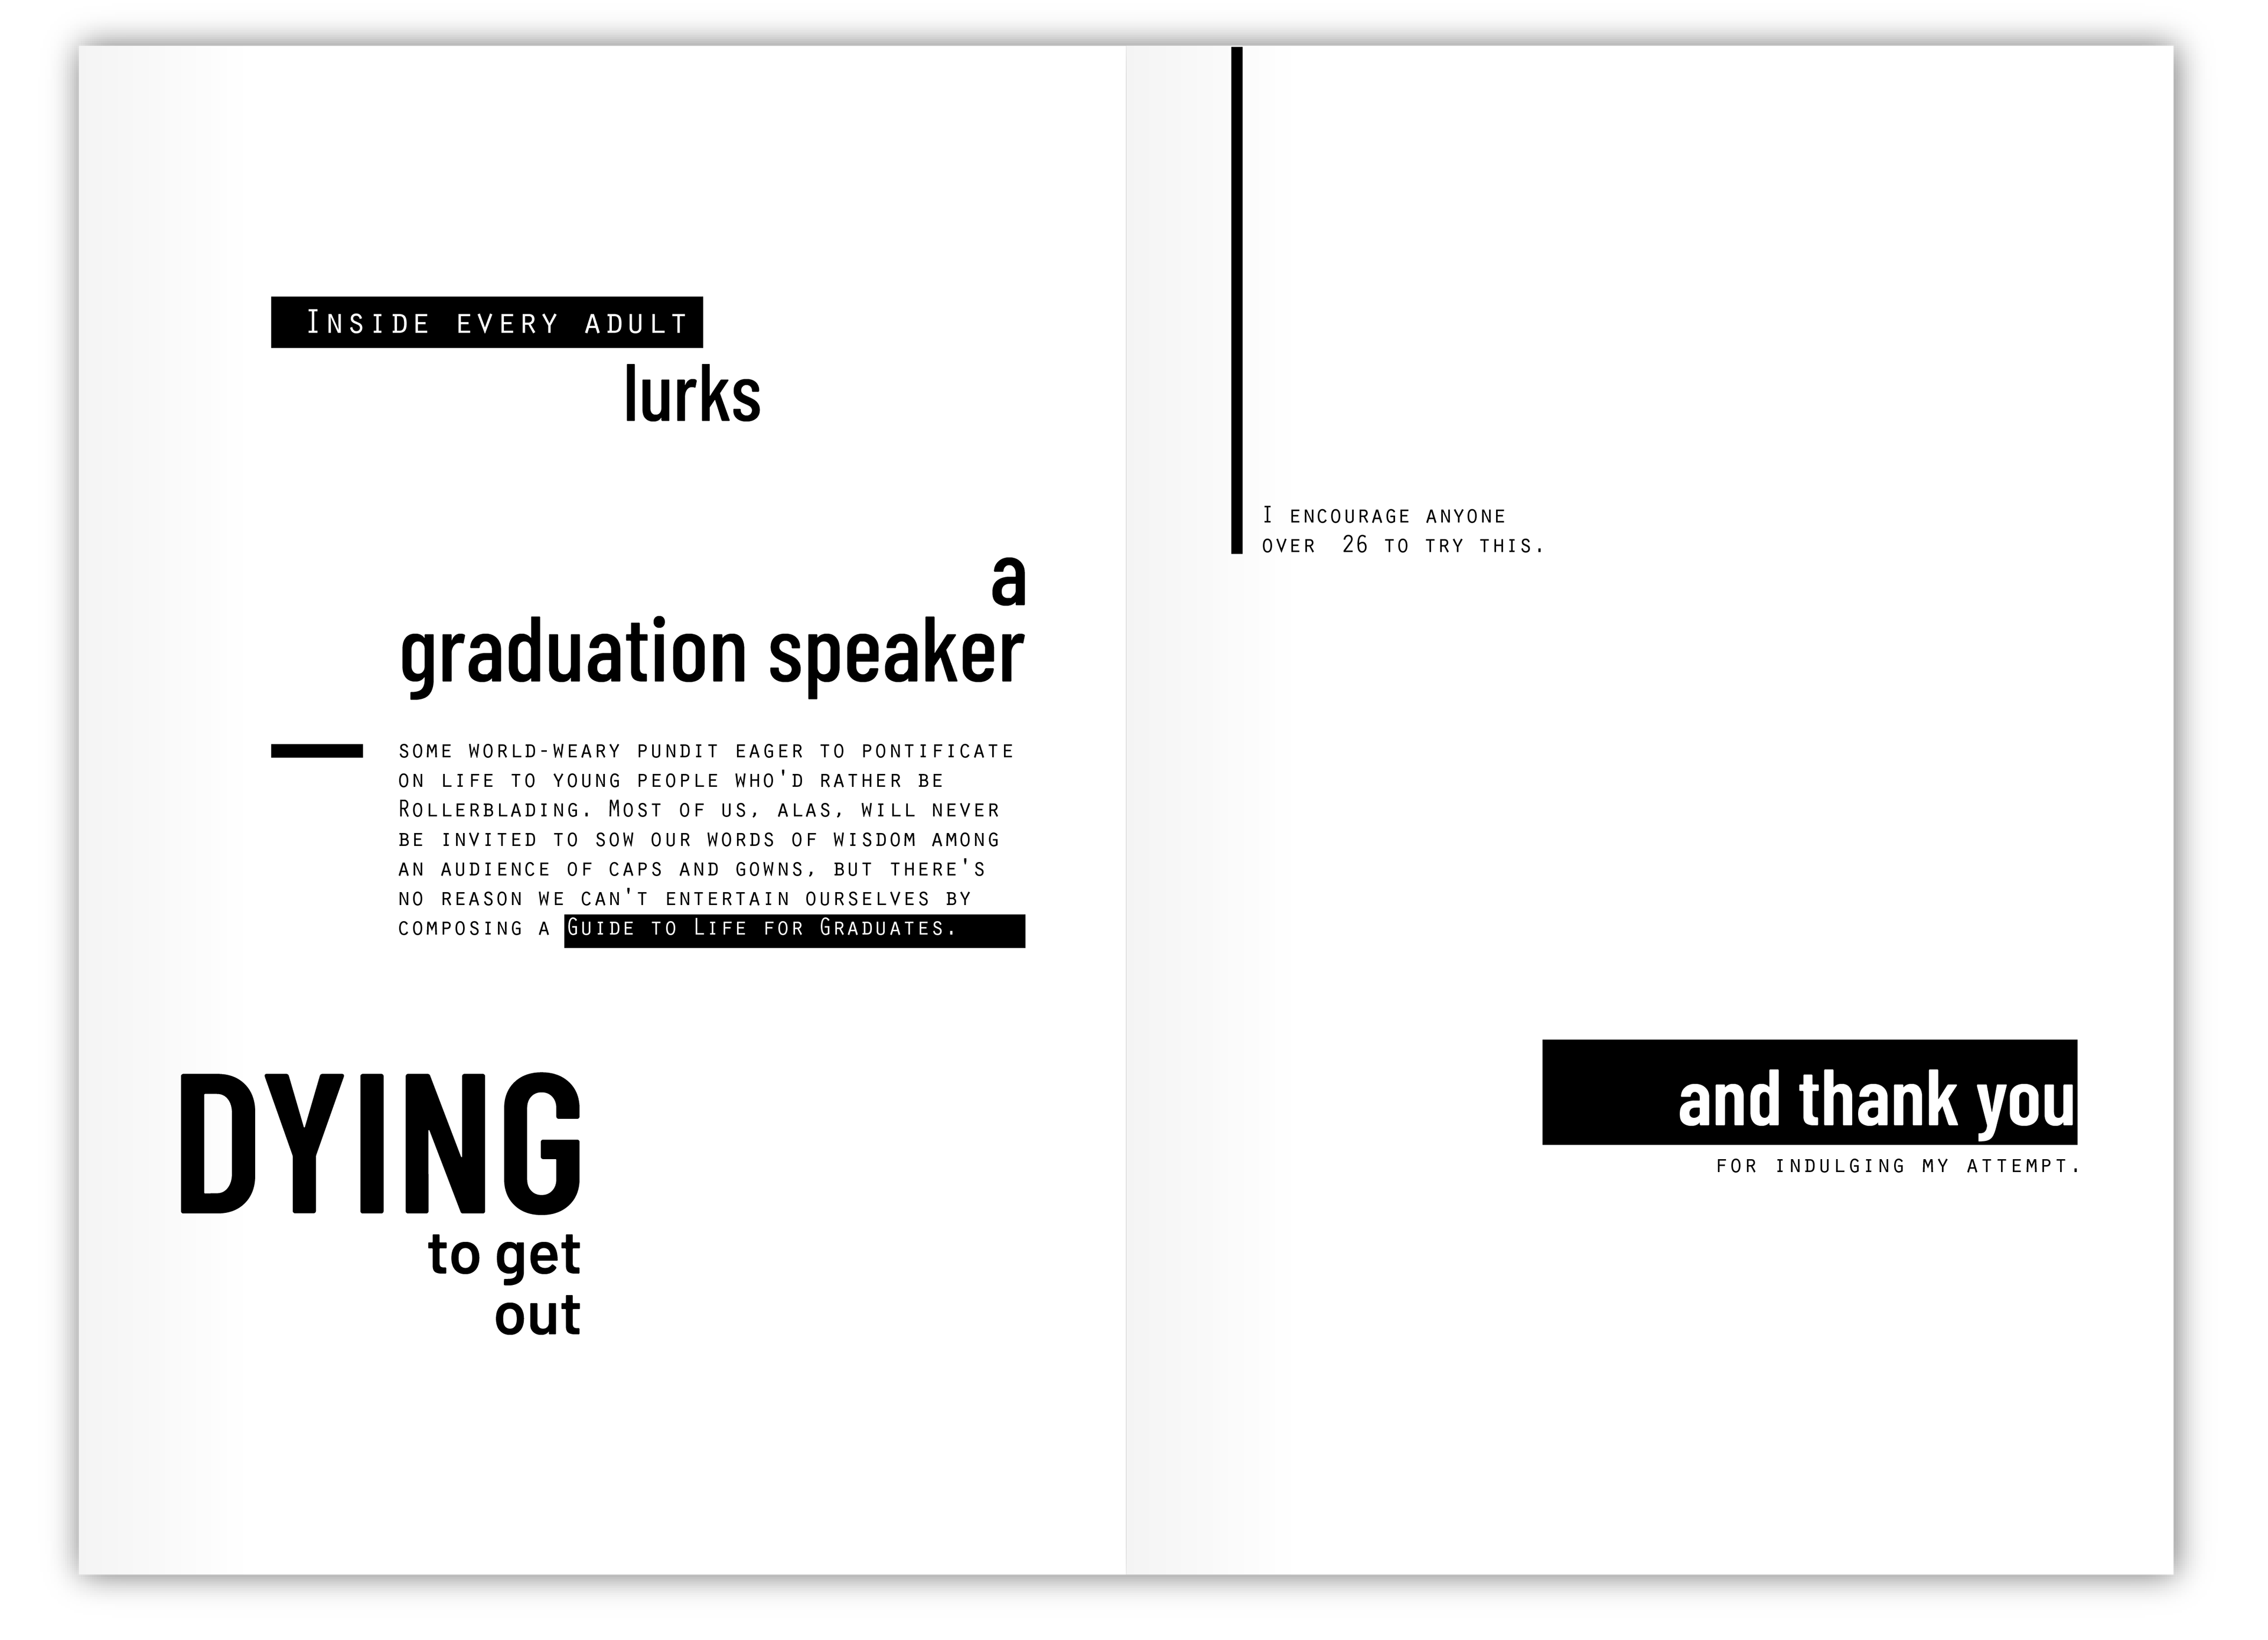 Inside every adult
lurks
a
graduation speaker
some world-weary pundit eager to pontificate
on life to young people who'd rather be
Rollerblading. Most of us, alas, will never
be invited to sow our words of wisdom among
an audience of caps and gowns, but there's
no reason we can't entertain ourselves by
composing a Guide to Life for Graduates.
DYING
to get
out
I encourage anyone
over 26 to try this.
and thank you
for indulging my attempt.